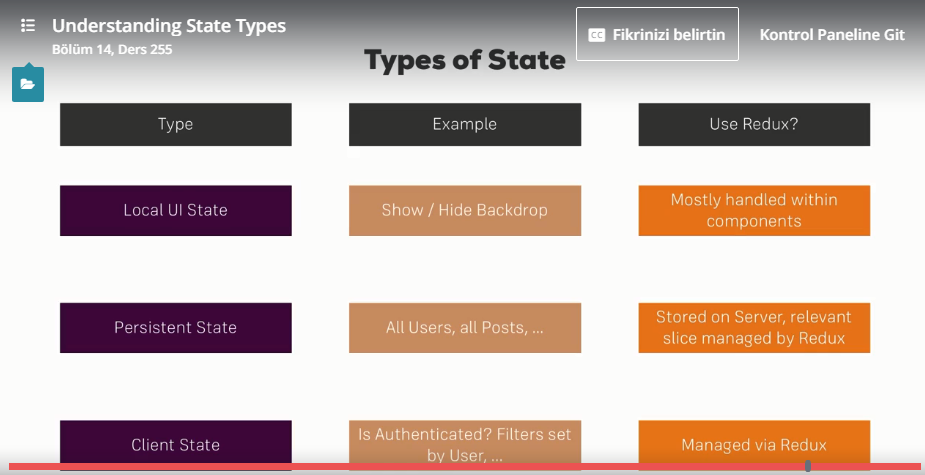 Understanding State Types
Bölüm 14, Ders 255
CC Fikrinizi belirtin
Kontrol Paneline Git
Types of State
Type
Example
Use Redux?
Local UI State
Show / Hide Backdrop
Mostly handled within
components
Persistent State
All Users, all Posts, ...
Stored on Server, relevant
slice managed by Redux
Client State
Is Authenticated? Filters set
by User, ...
Managed via Redux